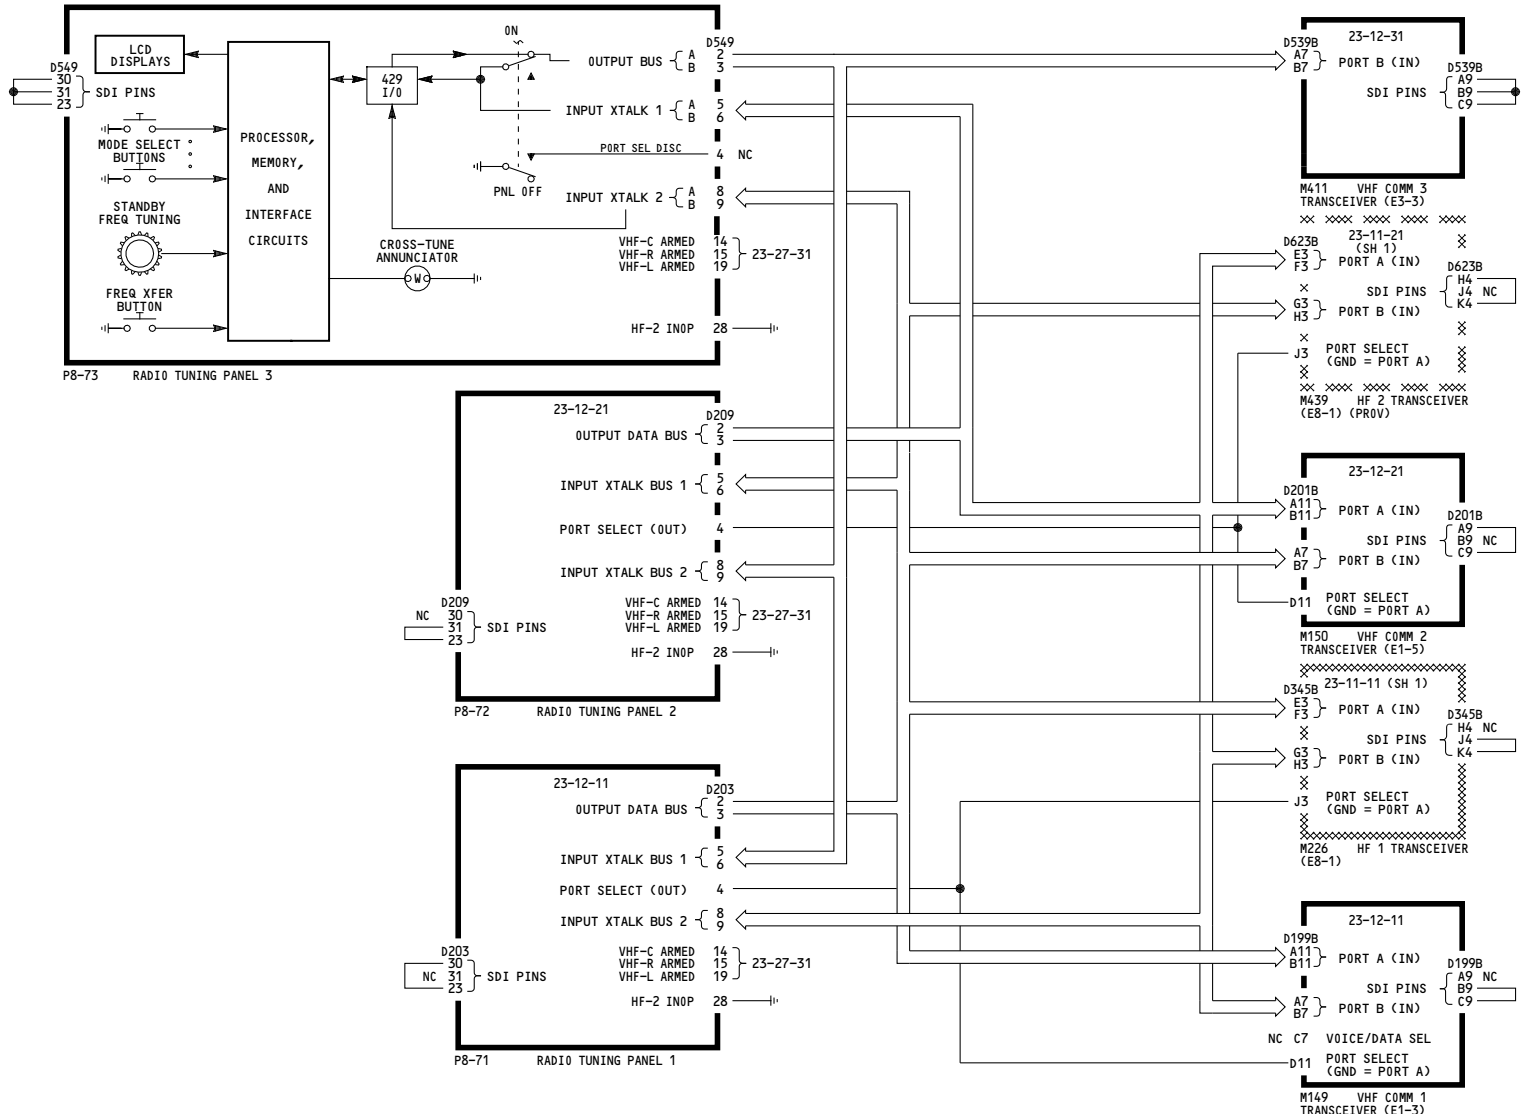 ON
LCD
DISPLAYS
D549
30
31
23
SDI PINS
MODE SELECT
BUTTONS
STANDBY
FREQ TUNING
FREQ XFER
BUTTON
PROCESSOR,
MEMORY,
AND
INTERFACE
CIRCUITS
429
I/O
CROSS-TUNE
ANNUNCIATOR
W
D549
OUTPUT BUS A 2
B 3
INPUT XTALK 1 A 5
B 6
PORT SEL DISC 4 NC
PNL OFF
INPUT XTALK 2 A 8
B 9
VHF-C ARMED 14
VHF-R ARMED 15 23-27-31
VHF-L ARMED 19
HF-2 INOP 28
P8-73 RADIO TUNING PANEL 3
23-12-21
D209
OUTPUT DATA BUS 2
3
INPUT XTALK BUS 1 5
6
PORT SELECT (OUT) 4
INPUT XTALK BUS 2 8
9
D209
NC 30
31 SDI PINS
23
VHF-C ARMED 14
VHF-R ARMED 15 23-27-31
VHF-L ARMED 19
HF-2 INOP 28
P8-72 RADIO TUNING PANEL 2
23-12-11
D203
OUTPUT DATA BUS 2
3
INPUT XTALK BUS 1 5
6
PORT SELECT (OUT) 4
INPUT XTALK BUS 2 8
9
D203
30
NC 31 SDI PINS
23
VHF-C ARMED 14
VHF-R ARMED 15 23-27-31
VHF-L ARMED 19
HF-2 INOP 28
P8-71 RADIO TUNING PANEL 1
23-12-31
D539B
A7 PORT B (IN)
B7
D539B
A9
SDI PINS B9
C9
M411 VHF COMM 3
TRANSCEIVER (E3-3)
23-11-21
(SH 1)
D623B
E3 PORT A (IN)
F3
D623B
H4
SDI PINS J4 NC
K4
G3 PORT B (IN)
H3
J3 PORT SELECT
(GND = PORT A)
M439 HF 2 TRANSCEIVER
(E8-1) (PROV)
23-12-21
D201B
A11 PORT A (IN)
B11
D201B
A9
SDI PINS B9 NC
C9
A7 PORT B (IN)
B7
D11 PORT SELECT
(GND = PORT A)
M150 VHF COMM 2
TRANSCEIVER (E1-5)
23-11-11 (SH 1)
D345B
E3 PORT A (IN)
F3
D345B
H4 NC
SDI PINS J4
K4
G3 PORT B (IN)
H3
J3 PORT SELECT
(GND = PORT A)
M226 HF 1 TRANSCEIVER
(E8-1)
23-12-11
D199B
A11 PORT A (IN)
B11
D199B
A9 NC
SDI PINS B9
C9
A7 PORT B (IN)
B7
NC C7 VOICE/DATA SEL
D11 PORT SELECT
(GND = PORT A)
M149 VHF COMM 1
TRANSCEIVER (E1-3)